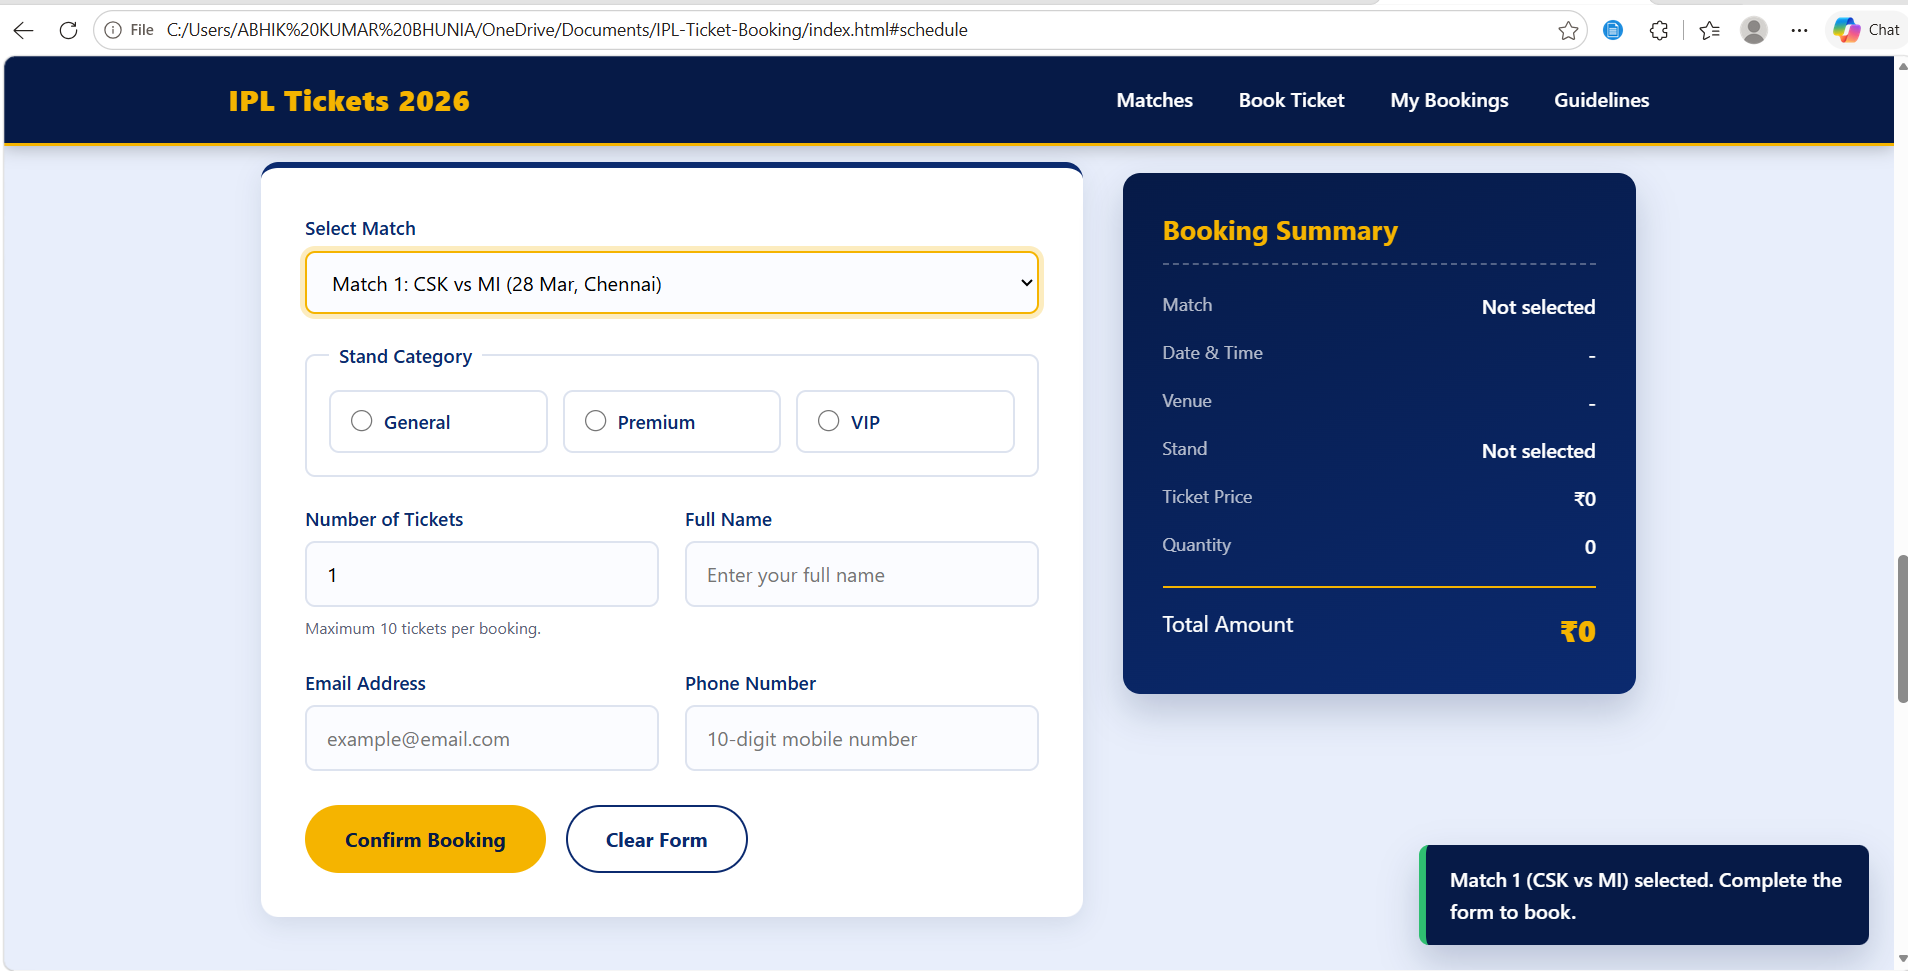 File C:/Users/ABHIK%20KUMAR%20BHUNIA/OneDrive/Documents/IPL-Ticket-Booking/index.html#schedule
Chat
IPL Tickets 2026
Matches Book Ticket My Bookings Guidelines
Select Match
Match 1: CSK vs MI (28 Mar, Chennai)
Stand Category
General Premium VIP
Number of Tickets Full Name
1 Enter your full name
Maximum 10 tickets per booking.
Email Address Phone Number
example@email.com 10-digit mobile number
Confirm Booking Clear Form
Booking Summary
Match Not selected
Date & Time -
Venue -
Stand Not selected
Ticket Price ₹0
Quantity 0
Total Amount ₹0
Match 1 (CSK vs MI) selected. Complete the
form to book.